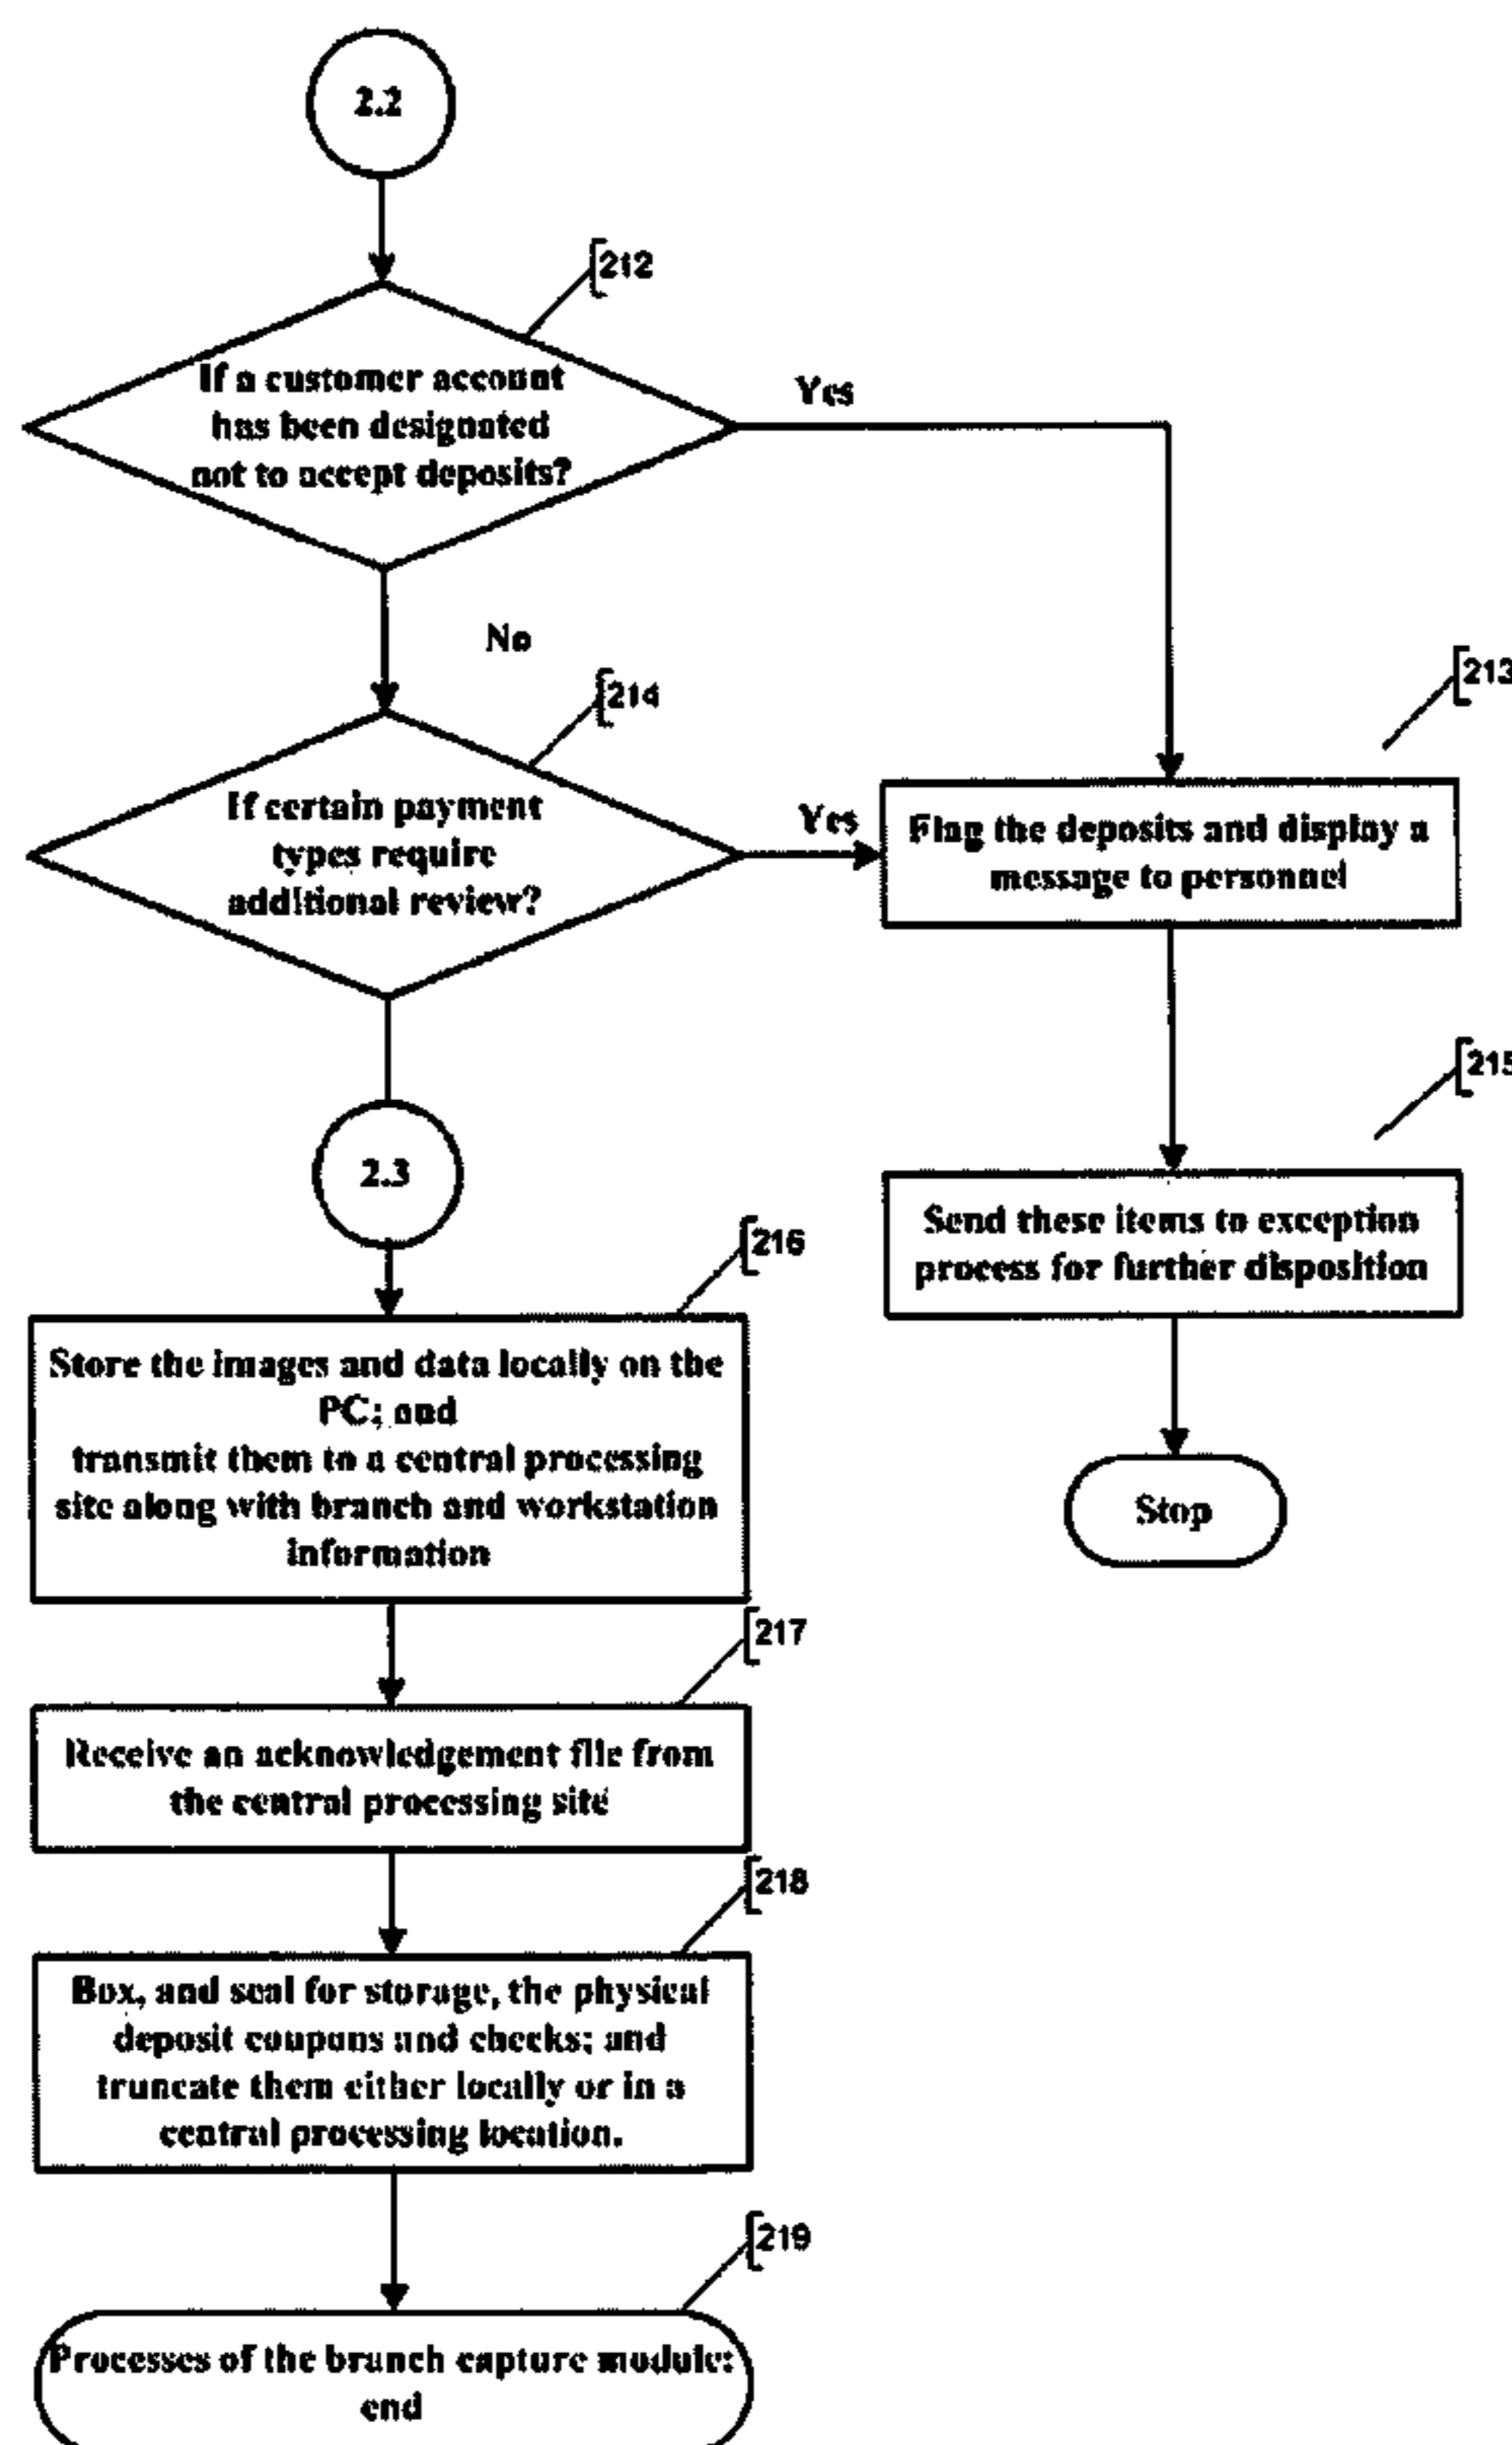 2.2
212
If a customer account
has been designated
not to accept deposits?
Yes
No
213
214
If certain payment
types require
additional review?
Yes
Flag the deposits and display a
message to personnel
215
2.3
Send these items to exception
process for further disposition
216
Store the images and data locally on the
PC; and
transmit them to a central processing
site along with branch and workstation
information
Stop
217
Receive an acknowledgement file from
the central processing site
218
Box, and seal for storage, the physical
deposit coupons and checks; and
truncate them either locally or in a
central processing location.
219
Processes of the branch capture module:
end